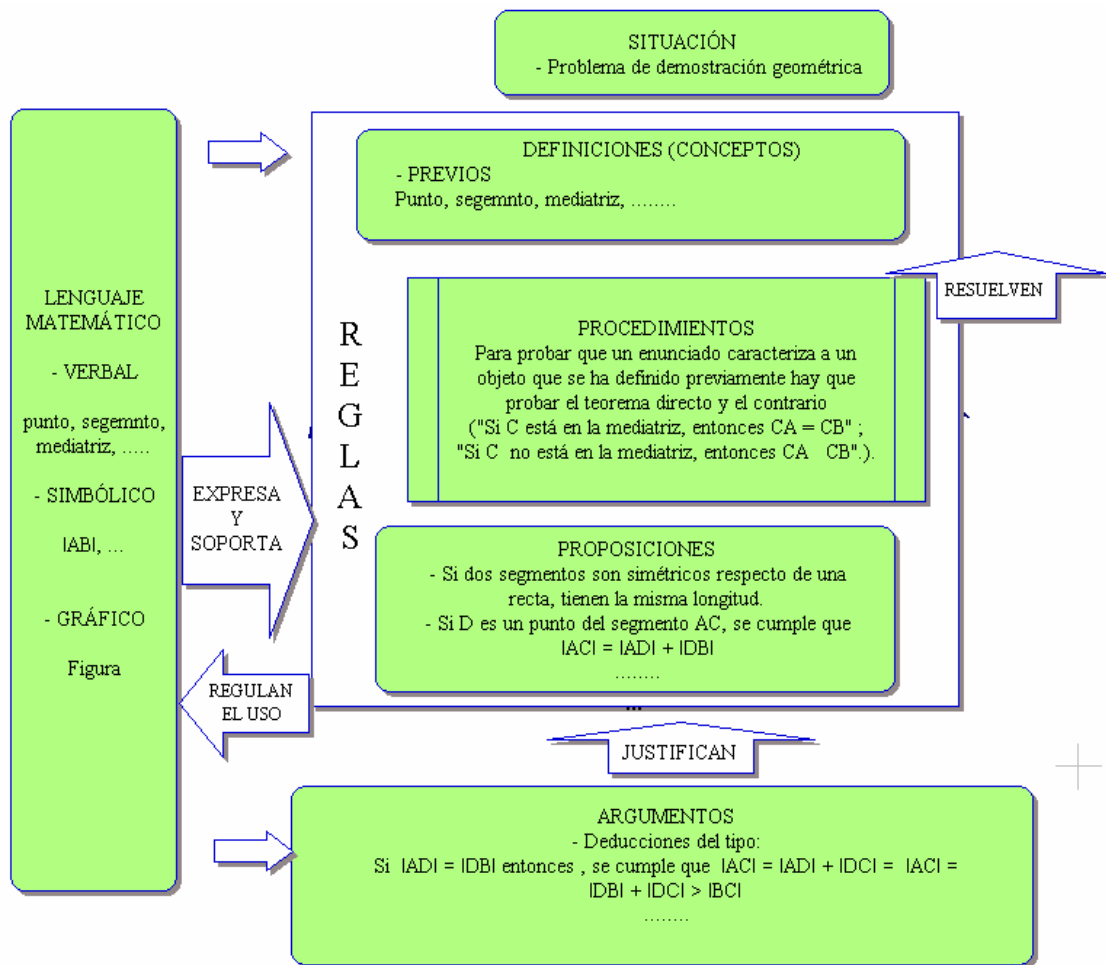 SITUACIÓN
- Problema de demostración geométrica
DEFINICIONES (CONCEPTOS)
- PREVIOS
Punto, segemnto, mediatriz, ........
LENGUAJE
MATEMÁTICO
- VERBAL
punto, segemnto,
mediatriz, .....
- SIMBÓLICO
|AB|, ...
- GRÁFICO
Figura
EXPRESA
Y
SOPORTA
REGULAN
EL USO
R
E
G
L
A
S
RESUELVEN
PROCEDIMIENTOS
Para probar que un enunciado caracteriza a un
objeto que se ha definido previamente hay que
probar el teorema directo y el contrario
("Si C está en la mediatriz, entonces CA = CB" ;
"Si C no está en la mediatriz, entonces CA CB".).
PROPOSICIONES
- Si dos segmentos son simétricos respecto de una
recta, tienen la misma longitud.
- Si D es un punto del segmento AC, se cumple que
|AC| = |AD| + |DB|
........
...
JUSTIFICAN
ARGUMENTOS
- Deducciones del tipo:
Si |AD| = |DB| entonces , se cumple que |AC| = |AD| + |DC| = |AC| =
|DB| + |DC| > |BC|
........